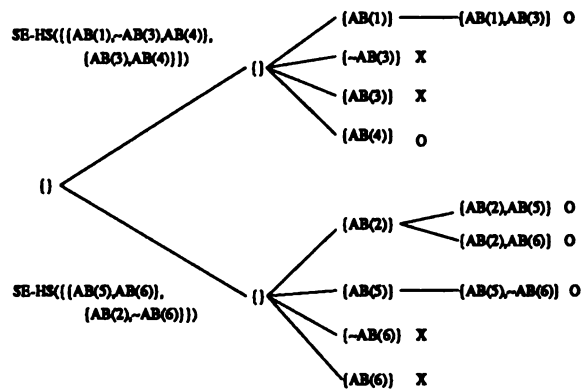 SE-HS({{AB(1),~AB(3),AB(4)},
{AB(3),AB(4)}})
{}
{AB(1)}
{AB(1),AB(3)} O
{~AB(3)} X
{AB(3)} X
{AB(4)} O
{}
SE-HS({{AB(5),AB(6)},
{AB(2),~AB(6)}})
{}
{AB(2)}
{AB(2),AB(5)} O
{AB(2),AB(6)} O
{AB(5)}
{AB(5),~AB(6)} O
{~AB(6)} X
{AB(6)} X